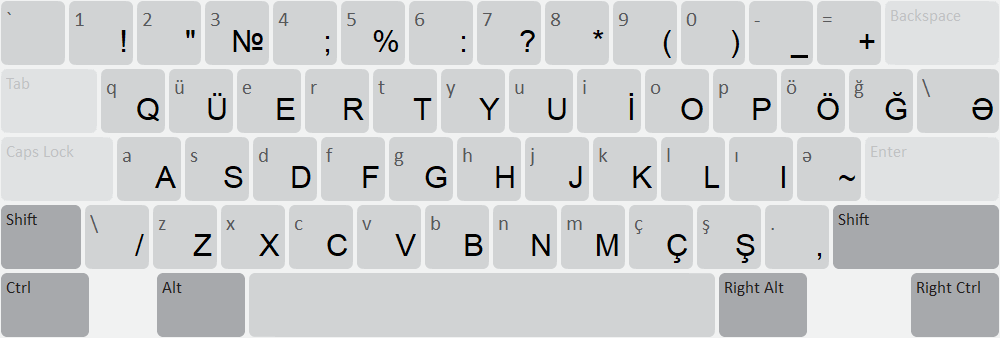 ` 1 ! 2 " 3 № 4 ; 5 % 6 : 7 ? 8 * 9 ( 0 ) - _ = + Backspace
Tab q Q ü Ü e E r R t T y Y u U i İ o O p P ö Ö ğ Ğ \ Ə
Caps Lock a A s S d D f F g G h H j J k K l L ı I ə ~ Enter
Shift \ / z Z x X c C v V b B n N m M ç Ç ş Ş . , Shift
Ctrl Alt Right Alt Right Ctrl